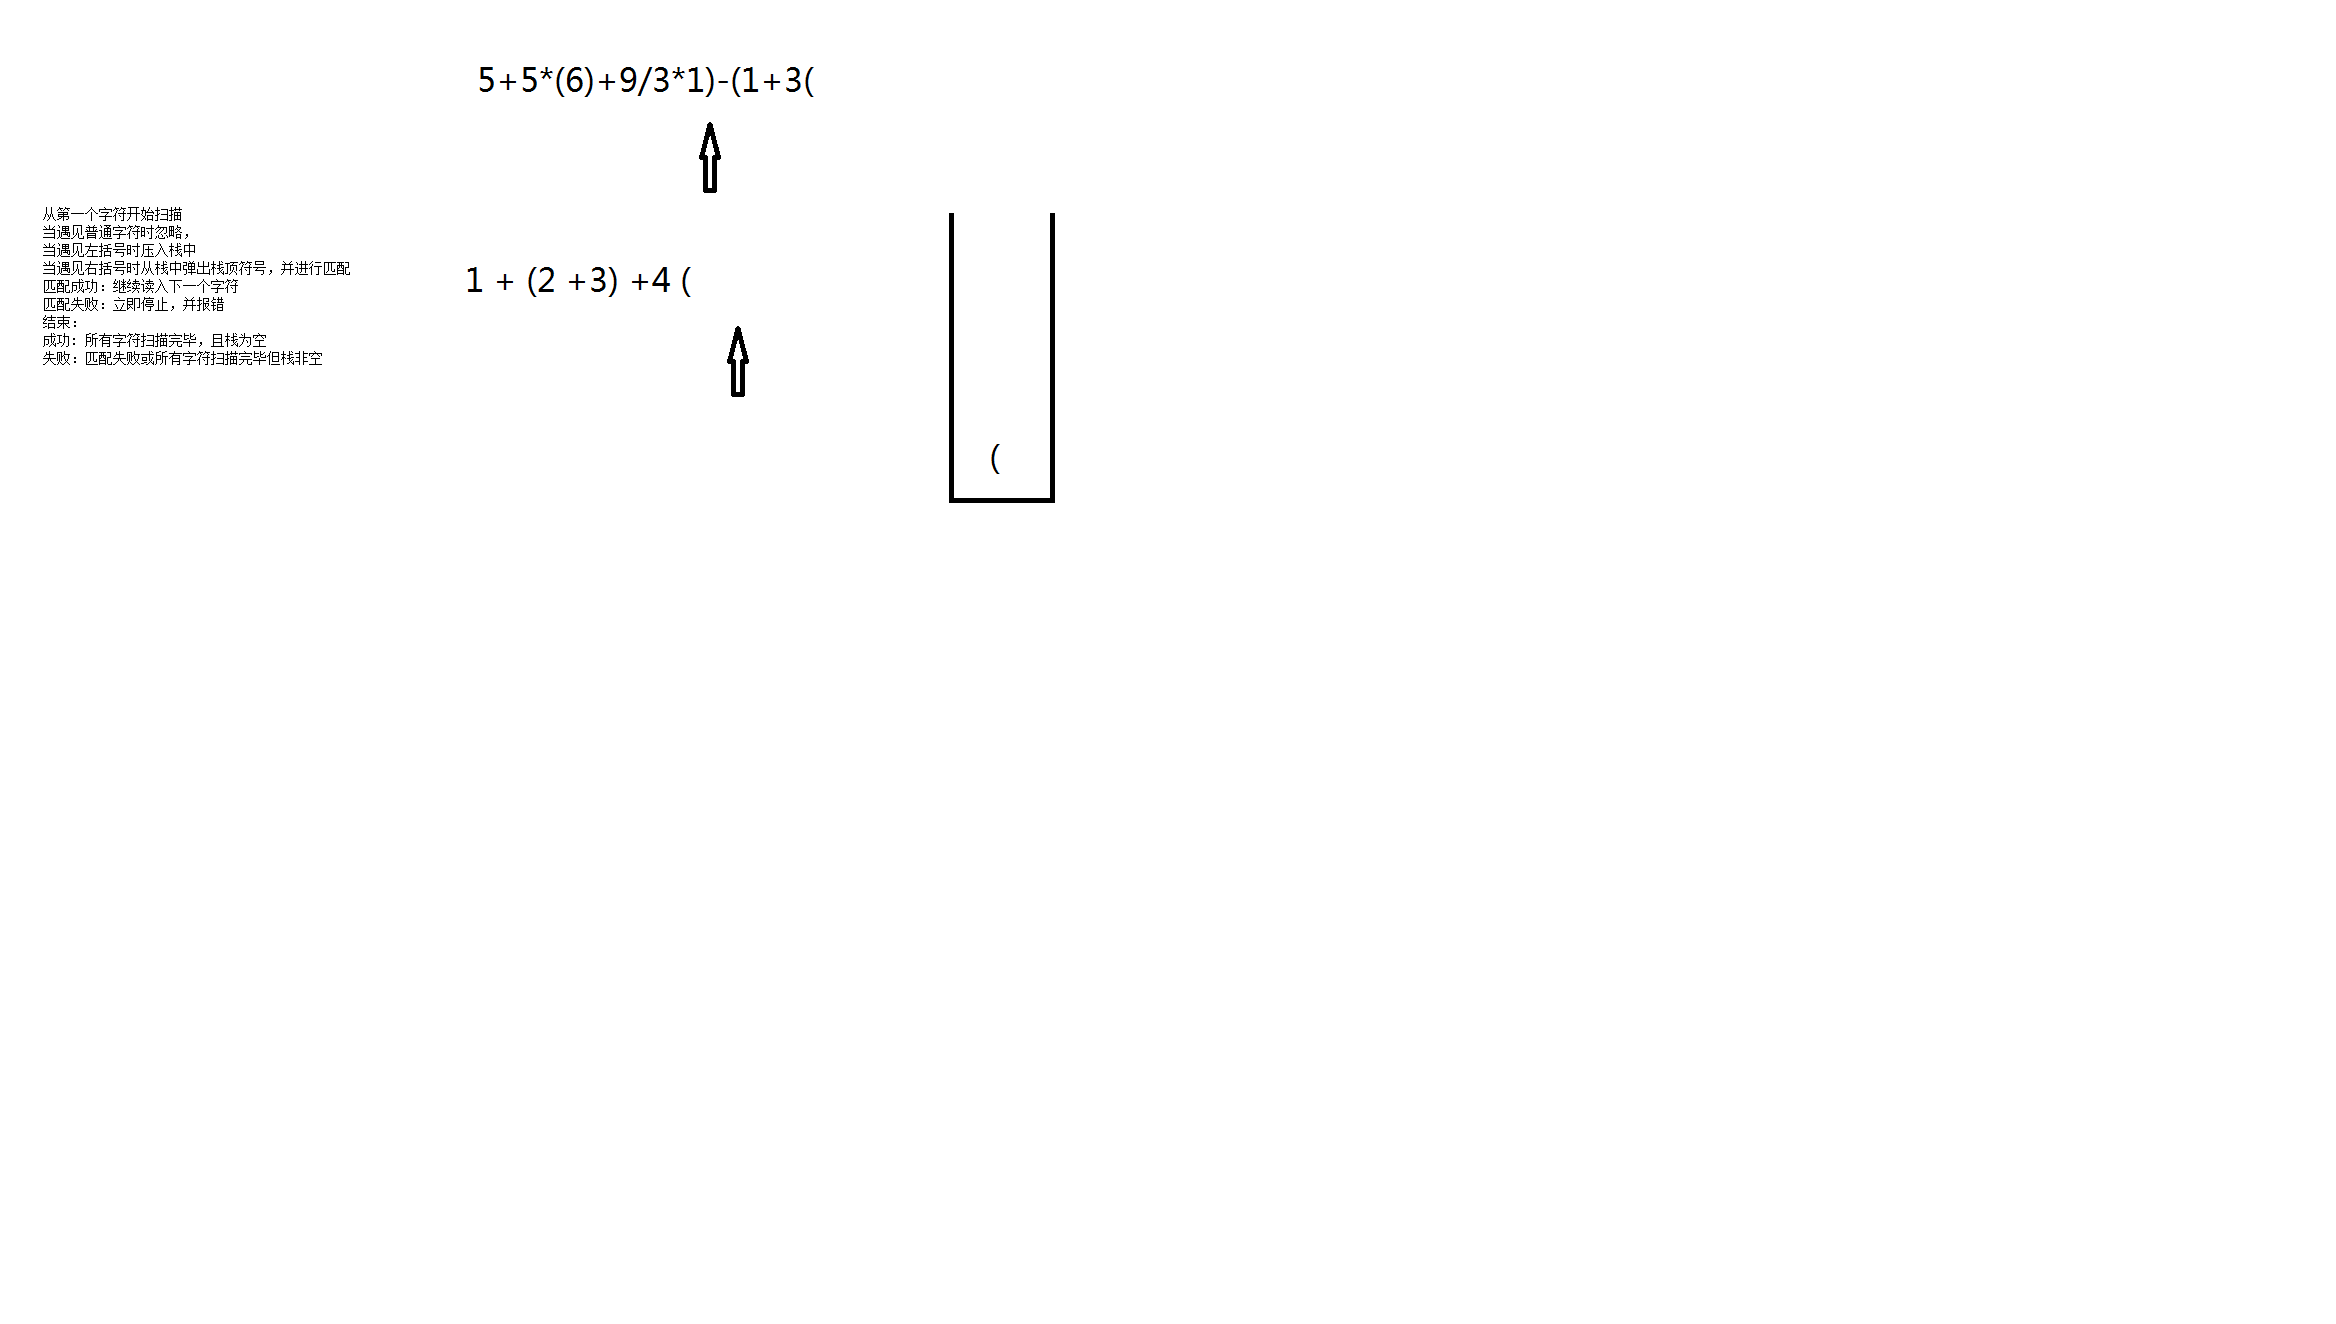 5+5*(6)+9/3*1)-(1+3(
从第一个字符开始扫描
当遇见普通字符时忽略，
当遇见左括号时压入栈中
当遇见右括号时从栈中弹出栈顶符号，并进行匹配
匹配成功：继续读入下一个字符
匹配失败：立即停止，并报错
结束：
成功：所有字符扫描完毕，且栈为空
失败：匹配失败或所有字符扫描完毕但栈非空
1 + (2 +3) +4 (
(